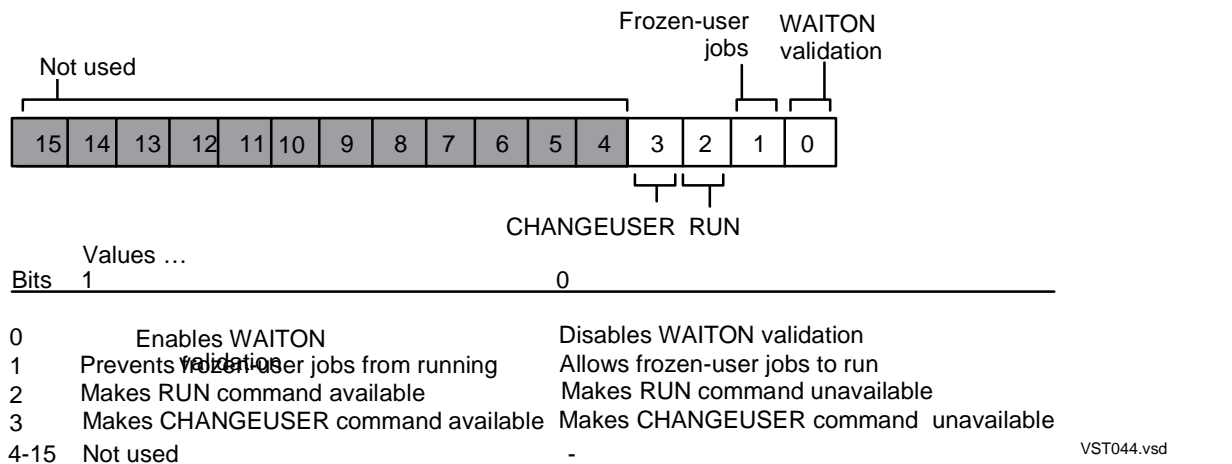 Frozen-user jobs
WAITON validation
Not used
15 14 13 12 11 10 9 8 7 6 5 4 3 2 1 0
CHANGEUSER RUN
Values …
Bits 1 0
0 Enables WAITON validation Disables WAITON validation
1 Prevents frozen-user jobs from running Allows frozen-user jobs to run
2 Makes RUN command available Makes RUN command unavailable
3 Makes CHANGEUSER command available Makes CHANGEUSER command unavailable
4-15 Not used -
VST044.vsd